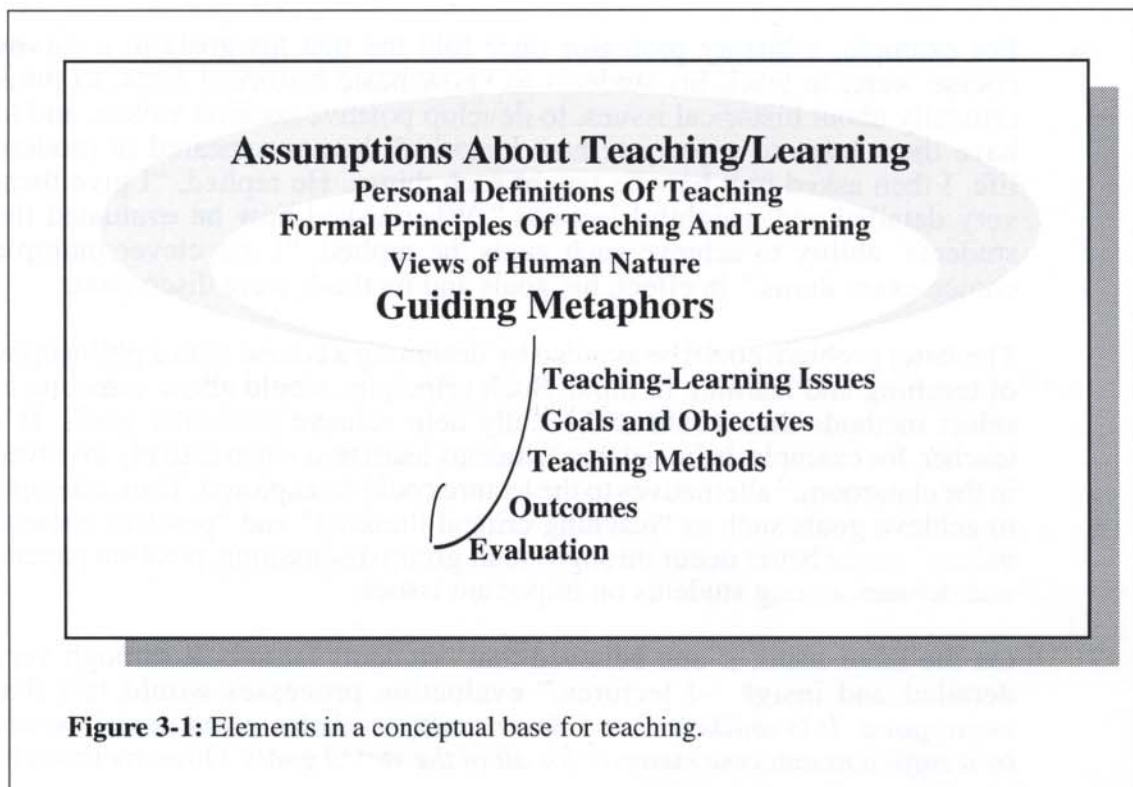 Assumptions About Teaching/Learning
Personal Definitions Of Teaching
Formal Principles Of Teaching And Learning
Views of Human Nature
Guiding Metaphors
Teaching-Learning Issues
Goals and Objectives
Teaching Methods
Outcomes
Evaluation
Figure 3-1: Elements in a conceptual base for teaching.